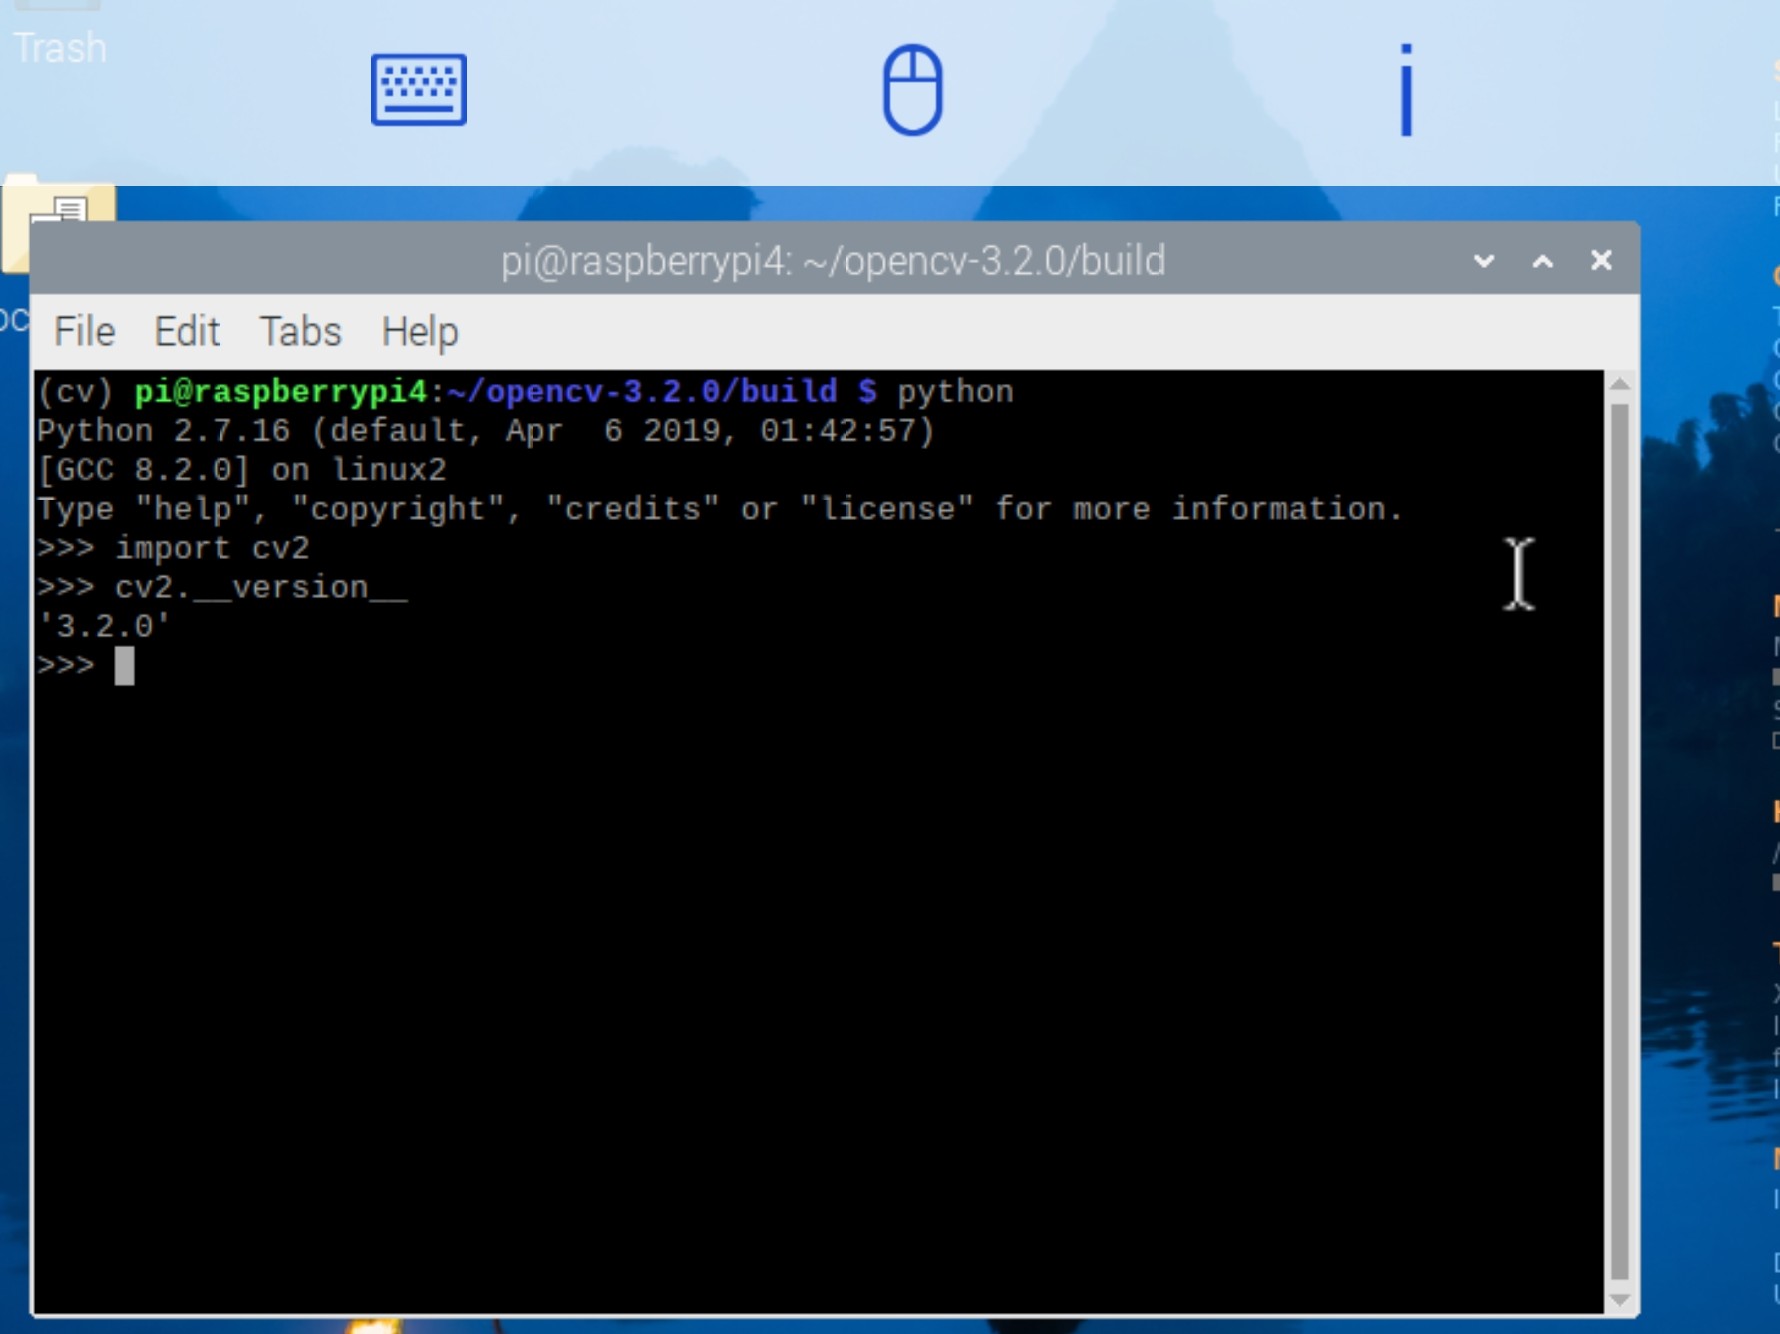 Trash
pi@raspberrypi4: ~/opencv-3.2.0/build
File Edit Tabs Help
(cv) pi@raspberrypi4:~/opencv-3.2.0/build $ python
Python 2.7.16 (default, Apr  6 2019, 01:42:57)
[GCC 8.2.0] on linux2
Type "help", "copyright", "credits" or "license" for more information.
>>> import cv2
>>> cv2.__version__
'3.2.0'
>>>